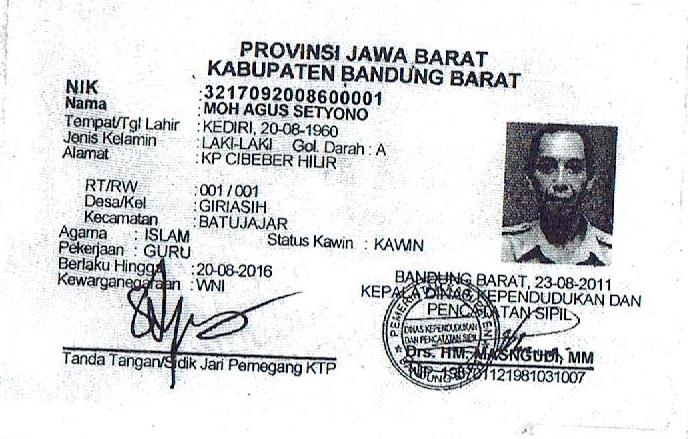 PROVINSI JAWA BARAT
KABUPATEN BANDUNG BARAT
NIK : 3217092008600001
Nama : MOH AGUS SETYONO
Tempat/Tgl Lahir : KEDIRI, 20-08-1960
Jenis Kelamin : LAKI-LAKI Gol. Darah : A
Alamat : KP CIBEBER HILIR
RT/RW : 001 / 001
Desa/Kel : GIRIASIH
Kecamatan : BATUJAJAR
Agama : ISLAM Status Kawin : KAWIN
Pekerjaan : GURU
Berlaku Hingga : 20-08-2016
Kewarganegaraan : WNI
Tanda Tangan/Sidik Jari Pemegang KTP
BANDUNG BARAT, 23-08-2011
KEPALA DINAS KEPENDUDUKAN DAN
PENCATATAN SIPIL
DINAS KEPENDUDUKAN
DAN PENCATATAN SIPIL
Drs. HM. MASNGUDI, MM